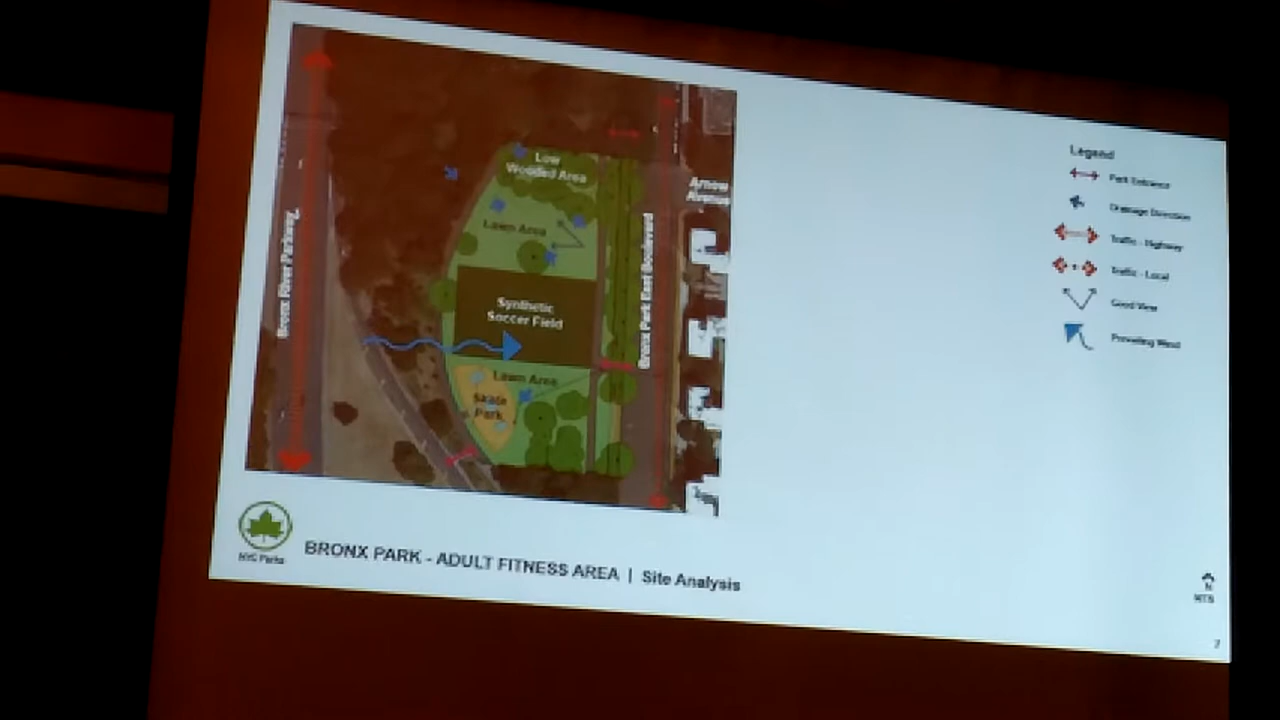 Low
Wooded Area
Lawn Area
Synthetic
Soccer Field
Lawn Area
Skate
Park
Bronx River Parkway
Bronx Park East Boulevard
Arnow
Avenue
Legend
Park Entrance
Drainage Direction
Traffic - Highway
Traffic - Local
Good View
Prevailing Wind
NYC Parks
BRONX PARK - ADULT FITNESS AREA | Site Analysis
N
NTS
7